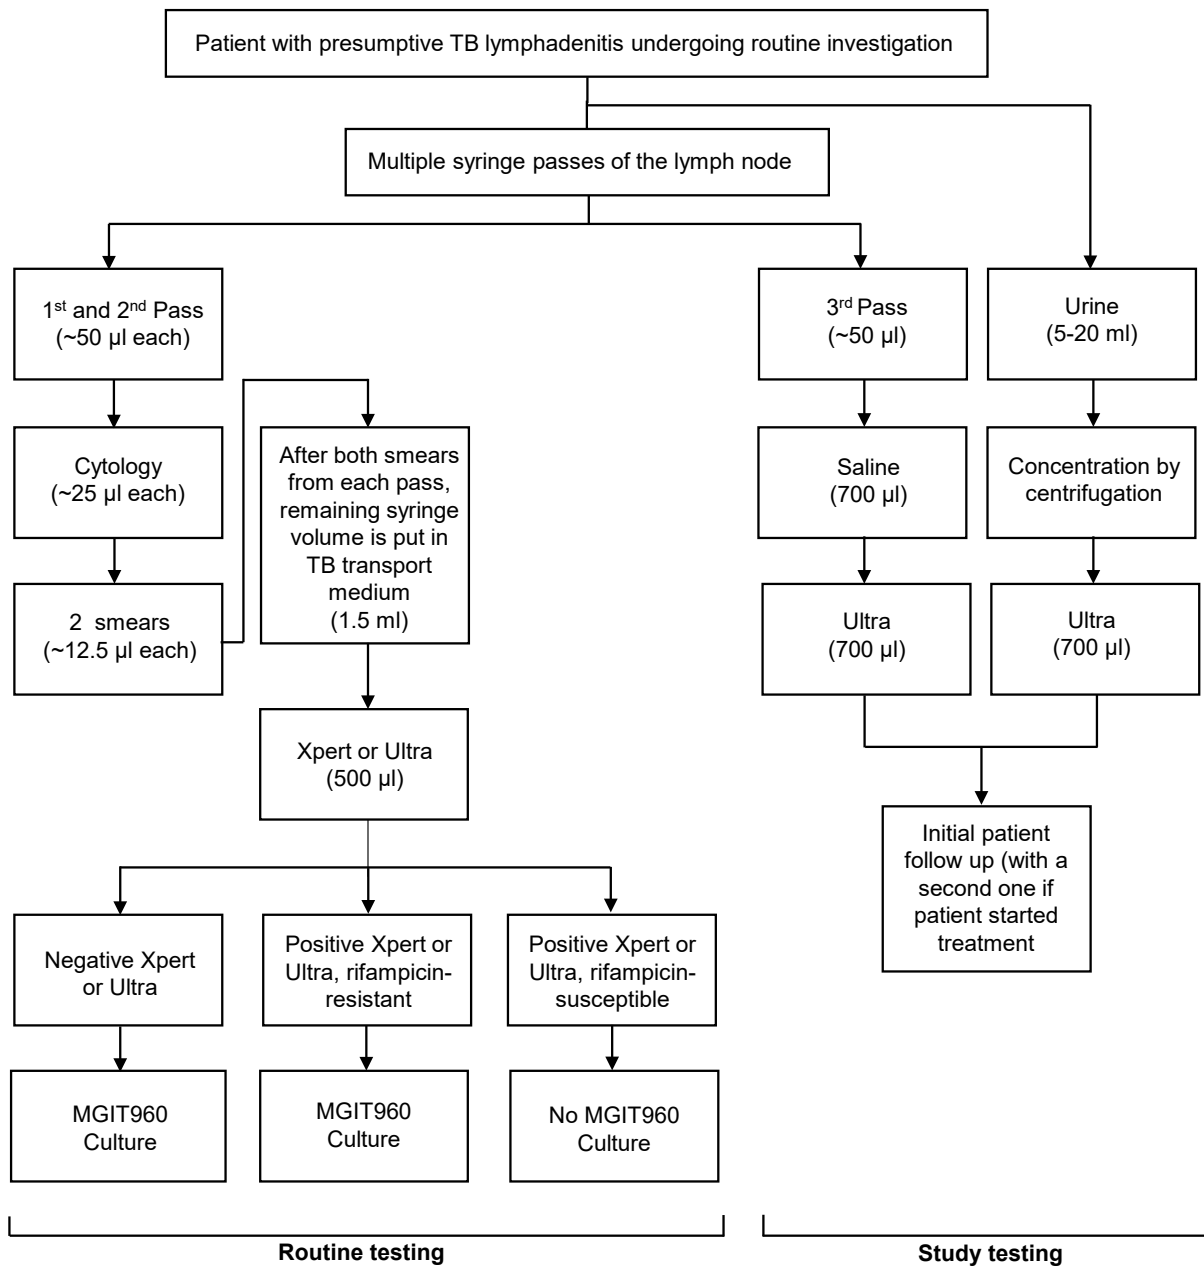 Patient with presumptive TB lymphadenitis undergoing routine investigation
Multiple syringe passes of the lymph node
1st and 2nd Pass
(~50 µl each)
3rd Pass
(~50 µl)
Urine
(5-20 ml)
Cytology
(~25 µl each)
After both smears
from each pass,
remaining syringe
volume is put in
TB transport
medium
(1.5 ml)
Saline
(700 µl)
Concentration by
centrifugation
2 smears
(~12.5 µl each)
Ultra
(700 µl)
Ultra
(700 µl)
Xpert or Ultra
(500 µl)
Initial patient
follow up (with a
second one if
patient started
treatment
Negative Xpert
or Ultra
Positive Xpert or
Ultra, rifampicin-
resistant
Positive Xpert or
Ultra, rifampicin-
susceptible
MGIT960
Culture
MGIT960
Culture
No MGIT960
Culture
Routine testing
Study testing